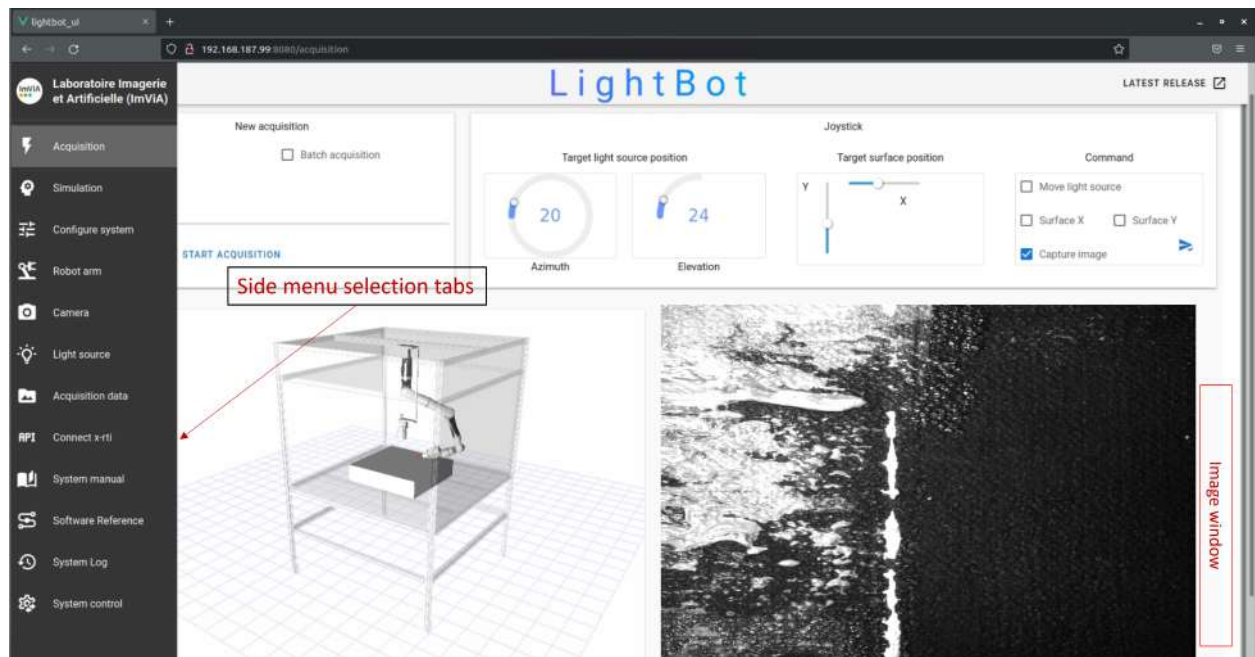 lightbot_ui
192.168.187.99:8080/acquisition
ImViA
Laboratoire Imagerie
et Artificielle (ImViA)
LightBot
LATEST RELEASE
Acquisition
Simulation
Configure system
Robot arm
Camera
Light source
Acquisition data
API Connect x-rti
System manual
Software Reference
System Log
System control
New acquisition
Batch acquisition
START ACQUISITION
Side menu selection tabs
Joystick
Target light source position
20
Azimuth
24
Elevation
Target surface position
Y
X
Command
Move light source
Surface X
Surface Y
Capture image
Image window